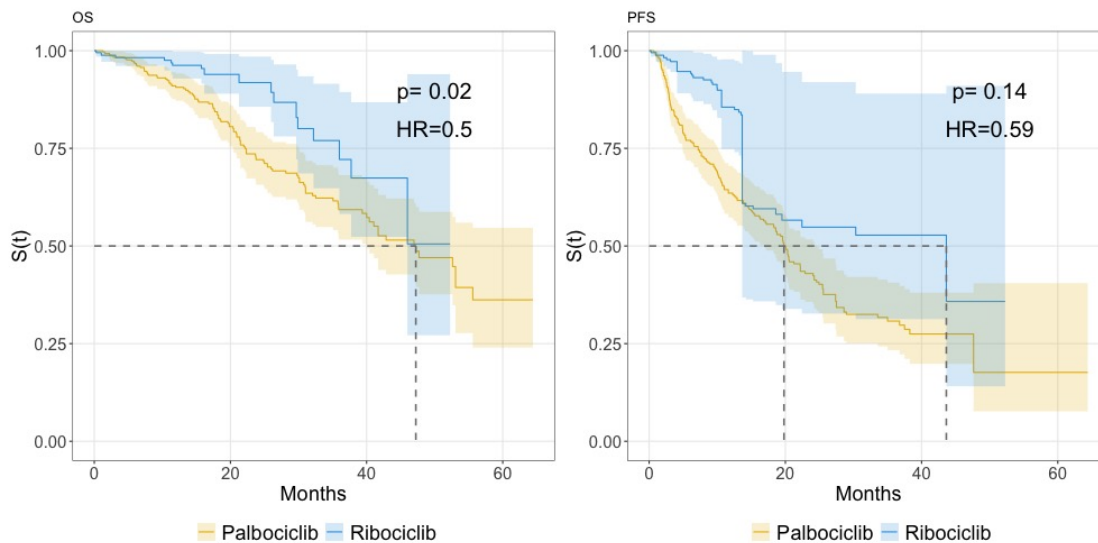 OS
1.00
0.75
0.50
0.25
0.00
S(t)
p= 0.02
HR=0.5
0 20 40 60
Months
Palbociclib Ribociclib
PFS
1.00
0.75
0.50
0.25
0.00
S(t)
p= 0.14
HR=0.59
0 20 40 60
Months
Palbociclib Ribociclib